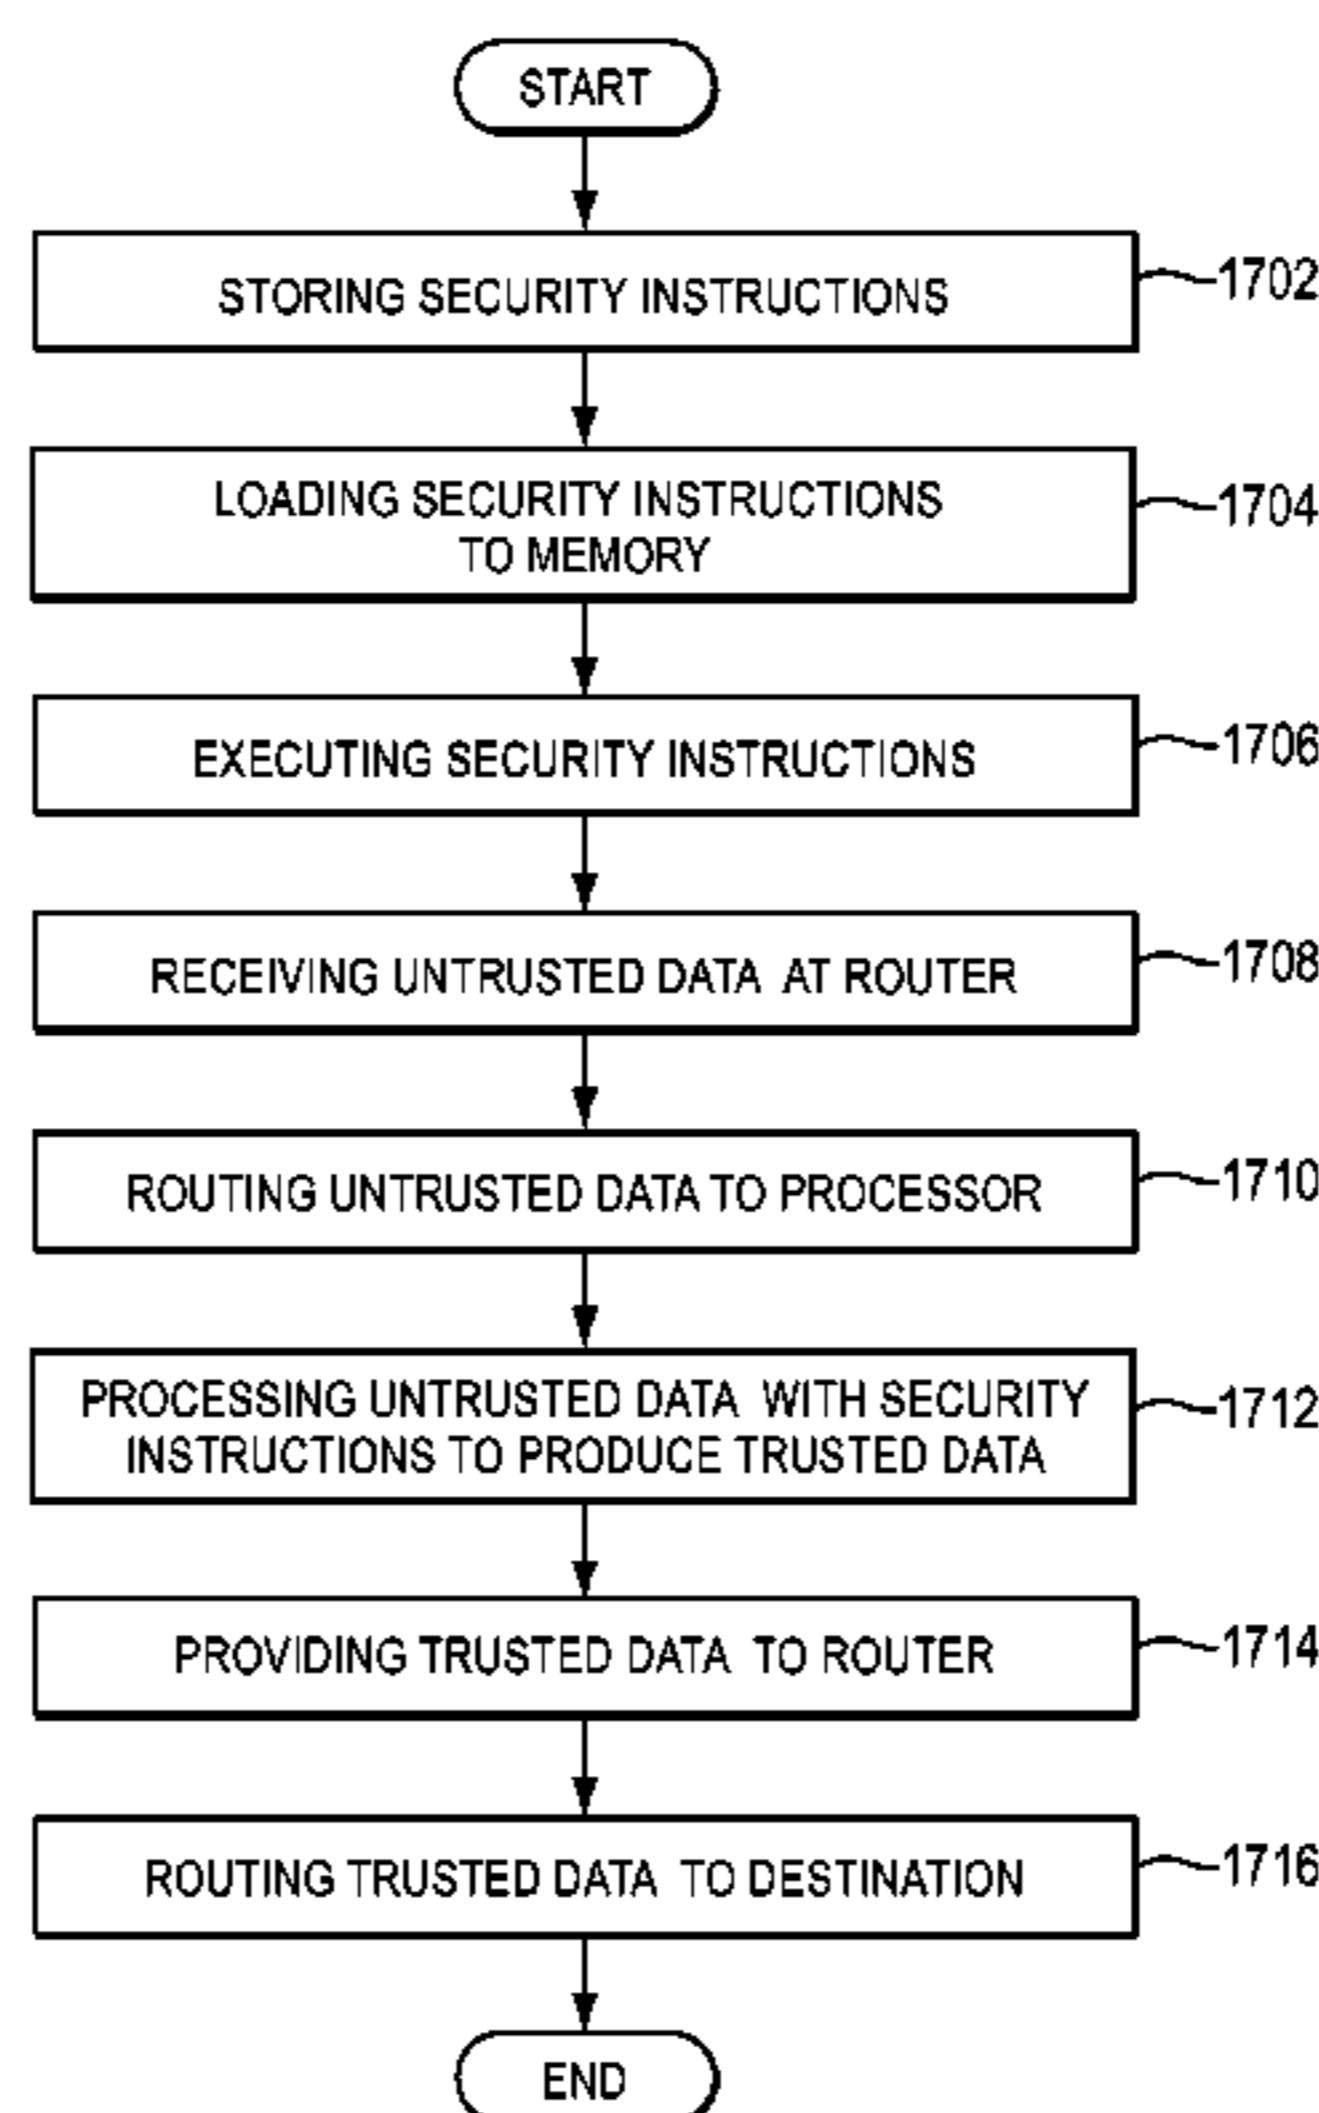 START
STORING SECURITY INSTRUCTIONS
1702
LOADING SECURITY INSTRUCTIONS
TO MEMORY
1704
EXECUTING SECURITY INSTRUCTIONS
1706
RECEIVING UNTRUSTED DATA AT ROUTER
1708
ROUTING UNTRUSTED DATA TO PROCESSOR
1710
PROCESSING UNTRUSTED DATA WITH SECURITY
INSTRUCTIONS TO PRODUCE TRUSTED DATA
1712
PROVIDING TRUSTED DATA TO ROUTER
1714
ROUTING TRUSTED DATA TO DESTINATION
1716
END